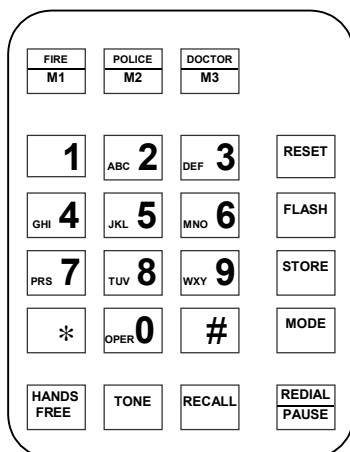 FIRE POLICE DOCTOR
M1 M2 M3
1 ABC 2 DEF 3 RESET
GHI 4 JKL 5 MNO 6 FLASH
PRS 7 TUV 8 WXY 9 STORE
* OPER 0 # MODE
HANDS FREE TONE RECALL REDIAL
PAUSE